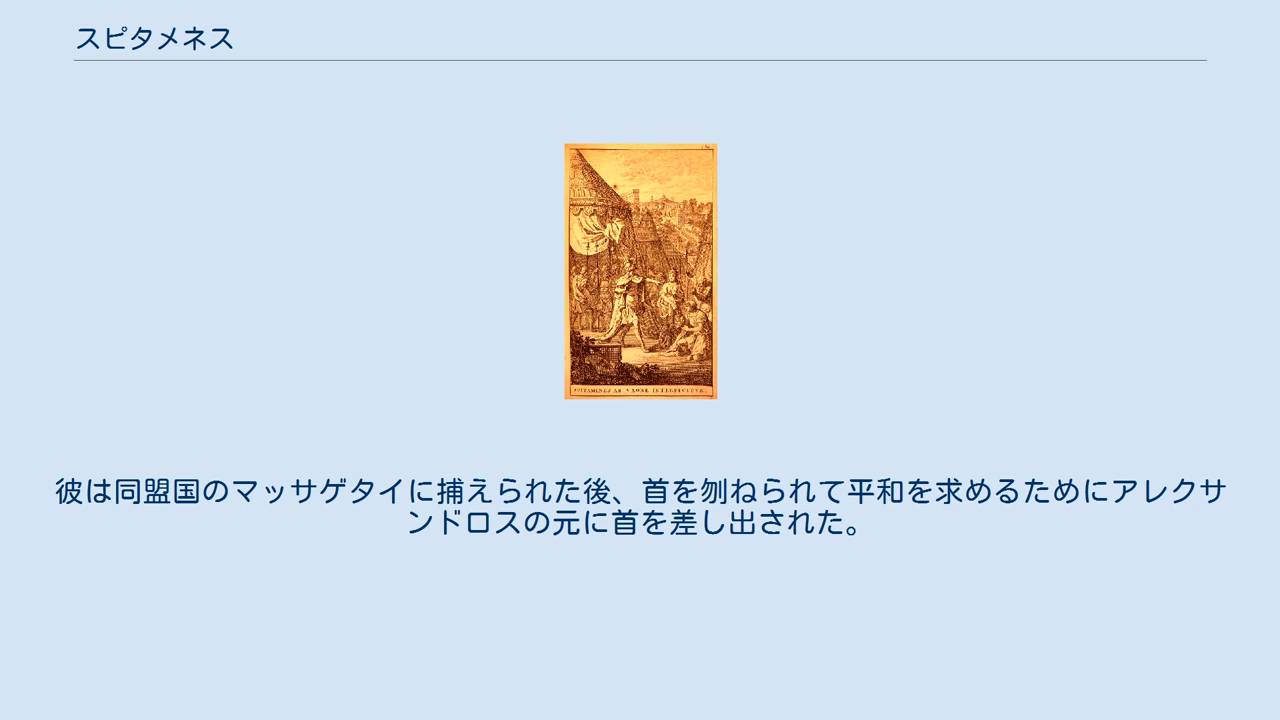 スピタメネス
彼は同盟国のマッサゲタイに捕えられた後、首を刎ねられて平和を求めるためにアレクサ
ンドロスの元に首を差し出された。